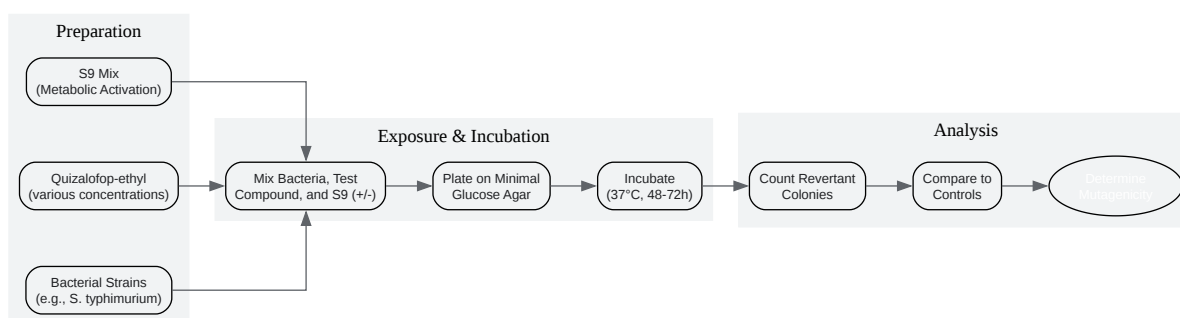 Preparation
S9 Mix
(Metabolic Activation)
Quizalofop-ethyl
(various concentrations)
Bacterial Strains
(e.g., S. typhimurium)
Exposure & Incubation
Mix Bacteria, Test
Compound, and S9 (+/-)
Plate on Minimal
Glucose Agar
Incubate
(37°C, 48-72h)
Analysis
Count Revertant
Colonies
Compare to
Controls
Determine
Mutagenicity